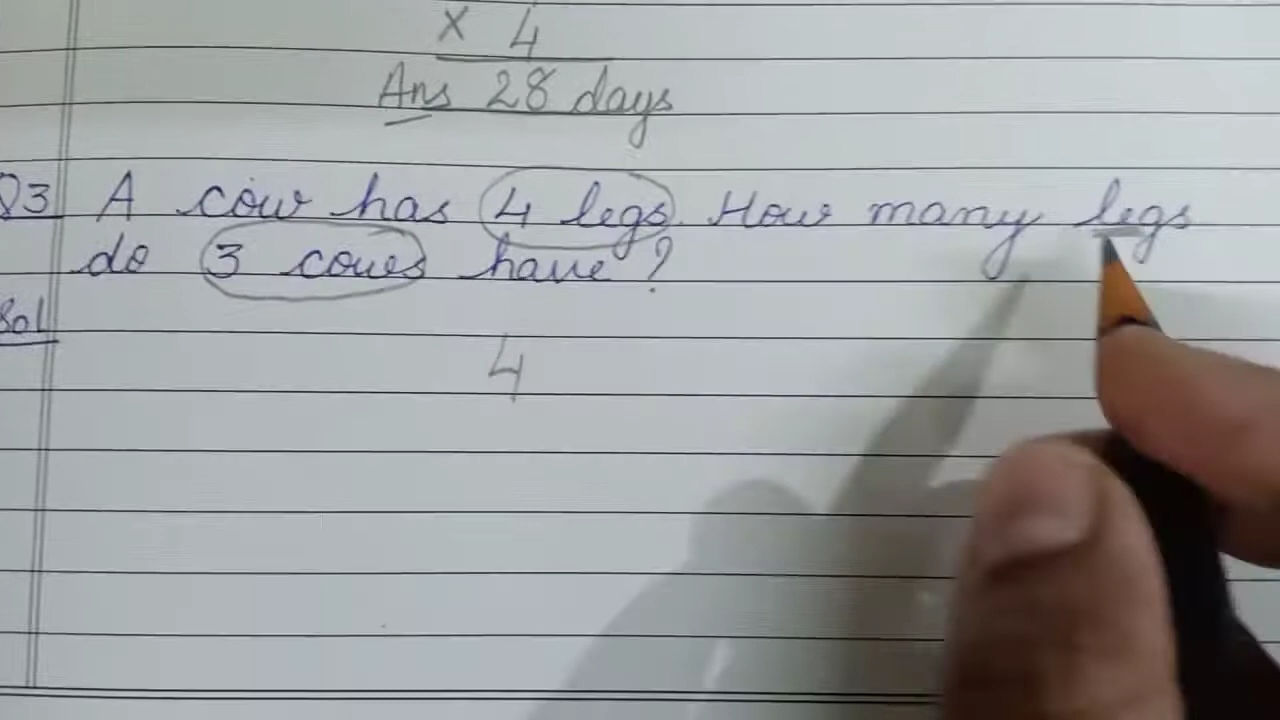 × 4
Ans 28 days
Q3 A cow has 4 legs. How many legs
do 3 cows have?
Sol
4